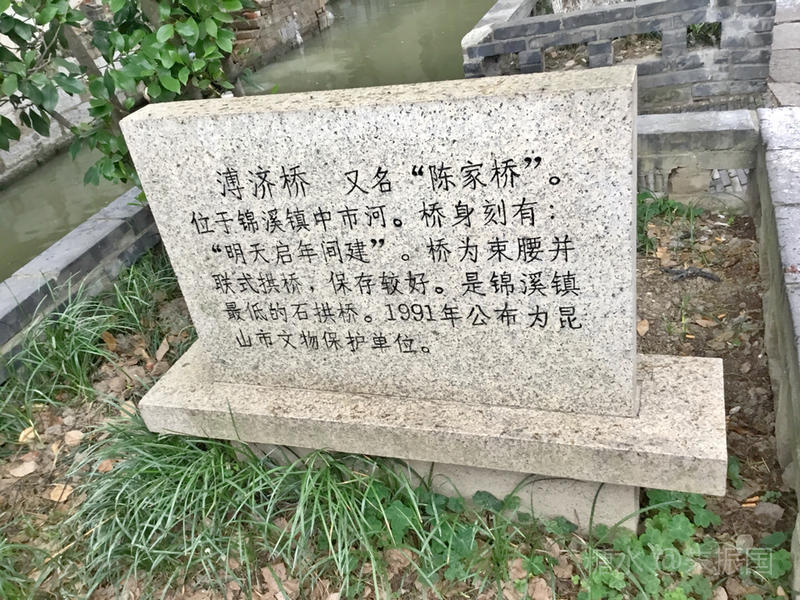 溥济桥 又名“陈家桥”。
位于锦溪镇中市河。桥身刻有：
“明天启年间建”。桥为束腰并
联式拱桥，保存较好。是锦溪镇
最低的石拱桥。1991年公布为昆
山市文物保护单位。